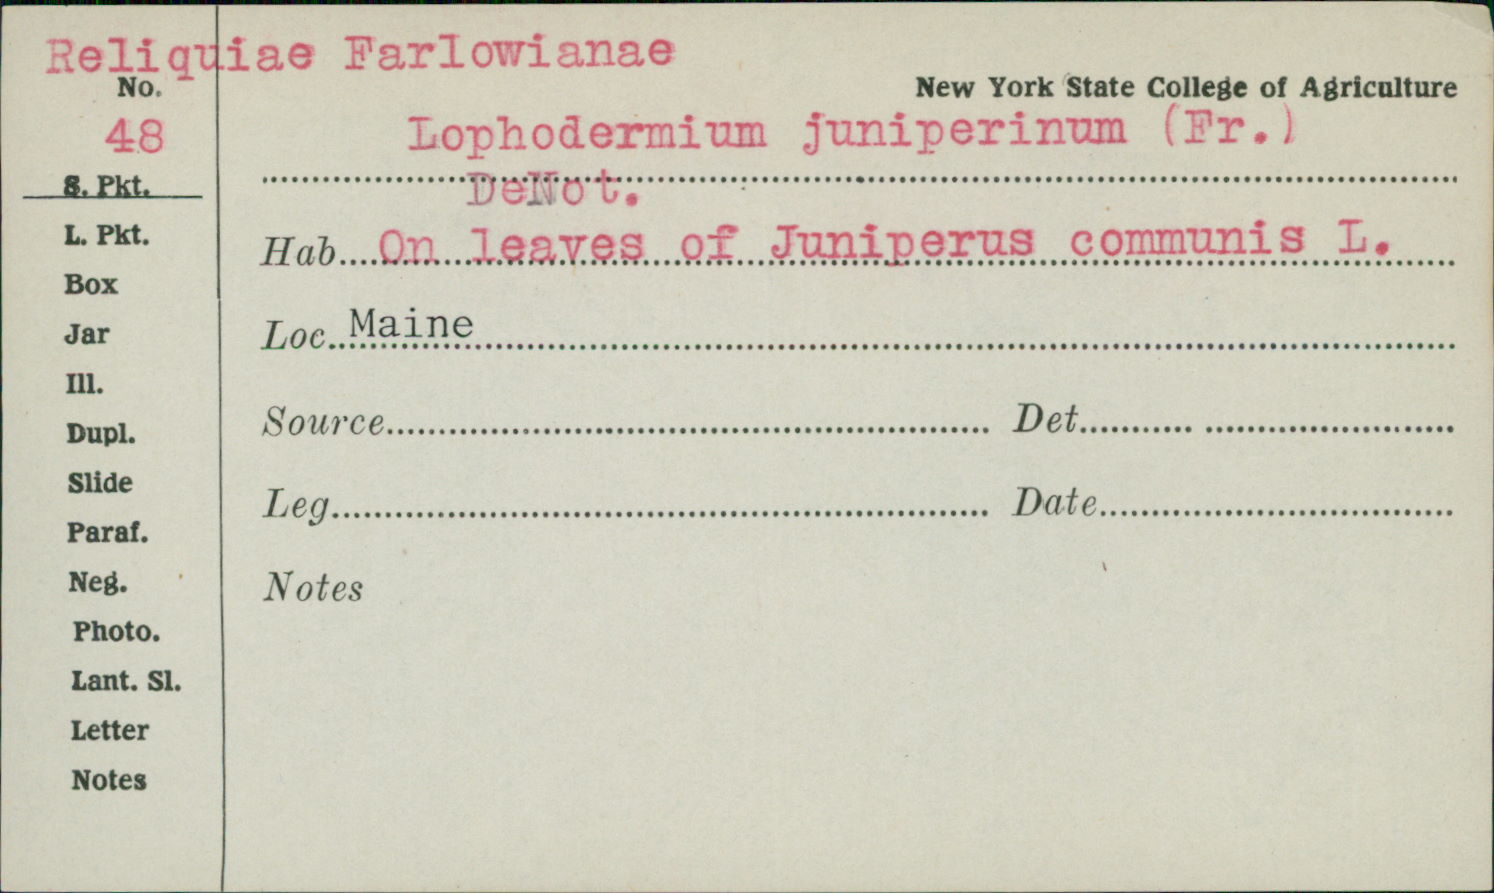 Reliquiae Farlowianae
No.
New York State College of Agriculture
48
Lophodermium juniperinum (Fr.)
S. Pkt.
DeNot.
L. Pkt.
Hab....On leaves of Juniperus communis L.
Box
Loc. Maine
Jar
Ill.
Source
Det.
Dupl.
Slide
Leg.
Date
Paraf.
Neg.
Notes
Photo.
Lant. Sl.
Letter
Notes